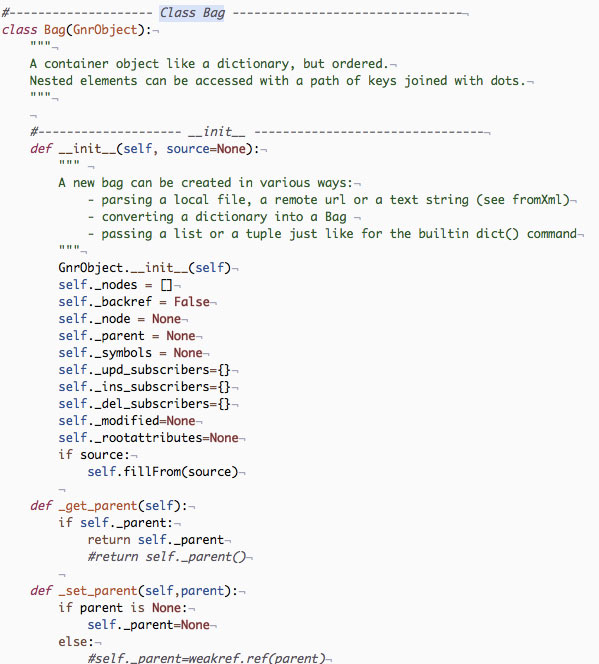 #------------------- Class Bag -------------------------------¬
class Bag(GnrObject):¬
    """¬
    A container object like a dictionary, but ordered.¬
    Nested elements can be accessed with a path of keys joined with dots.¬
    """¬
    ¬
    #------------------- __init__ -------------------------------¬
    def __init__(self, source=None):¬
        """ ¬
        A new bag can be created in various ways:¬
            - parsing a local file, a remote url or a text string (see fromXml)¬
            - converting a dictionary into a Bag ¬
            - passing a list or a tuple just like for the builtin dict() command¬
        """¬
        GnrObject.__init__(self)¬
        self._nodes = []¬
        self._backref = False¬
        self._node = None¬
        self._parent = None¬
        self._symbols = None¬
        self._upd_subscribers={}¬
        self._ins_subscribers={}¬
        self._del_subscribers={}¬
        self._modified=None¬
        self._rootattributes=None¬
        if source:¬
            self.fillFrom(source)¬
        ¬
    def _get_parent(self):¬
        if self._parent:¬
            return self._parent¬
            #return self._parent()¬
        ¬
    def _set_parent(self,parent):¬
        if parent is None:¬
            self._parent=None¬
        else:¬
            #self._parent=weakref.ref(parent)¬